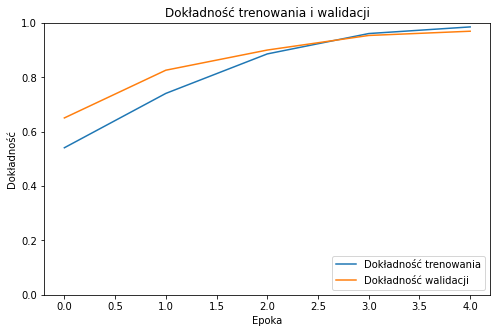 Dokładność trenowania i walidacji
1.0
0.8
0.6
0.4
0.2
0.0
Dokładność
0.0 0.5 1.0 1.5 2.0 2.5 3.0 3.5 4.0
Epoka
Dokładność trenowania
Dokładność walidacji